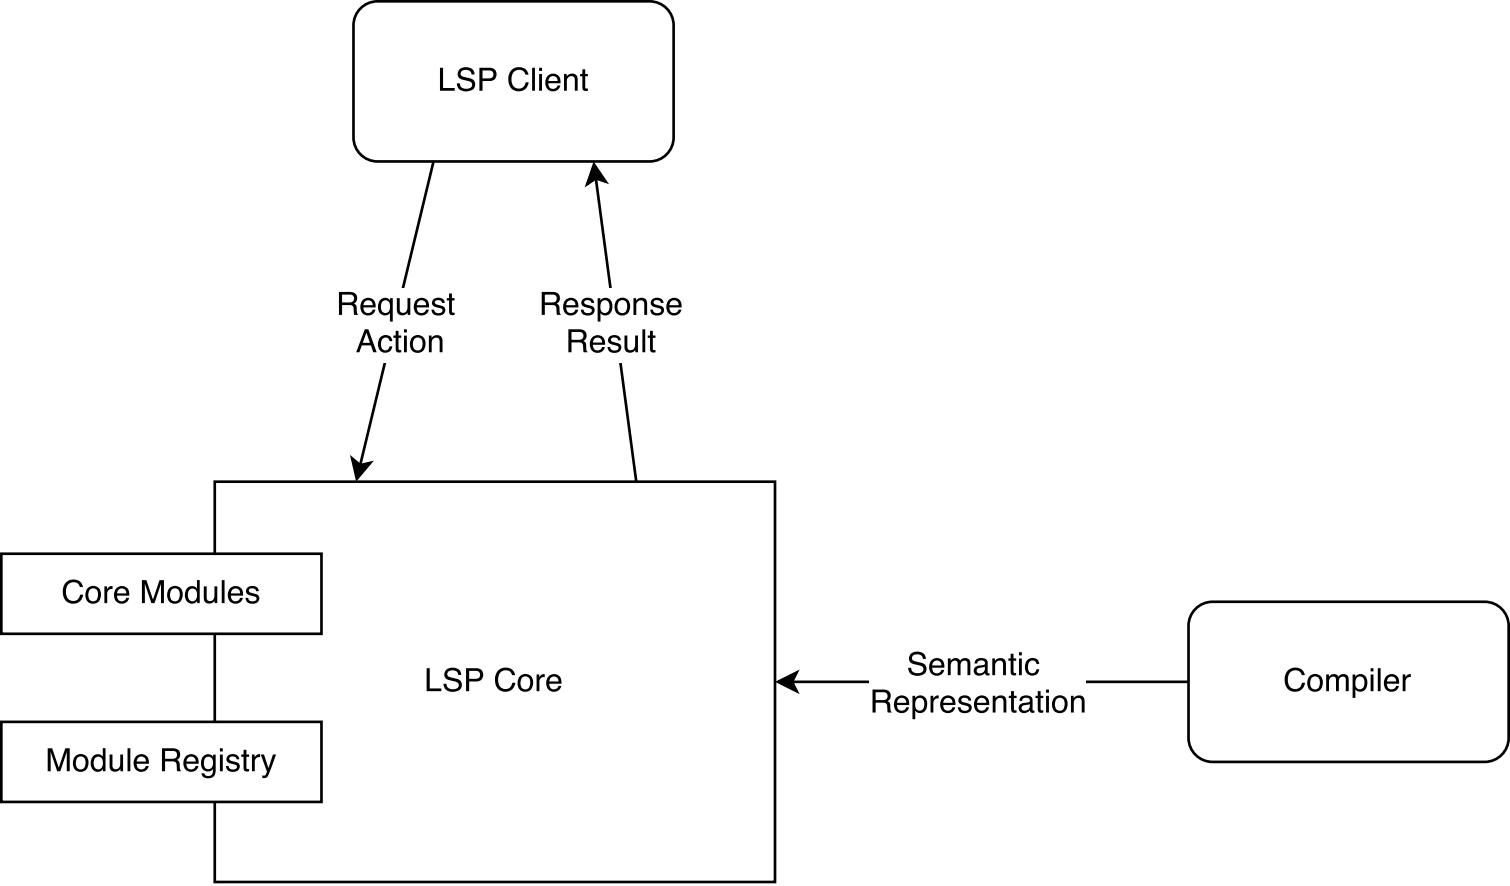 LSP Client
Request
Action
Response
Result
Core Modules
LSP Core
Module Registry
Semantic
Representation
Compiler